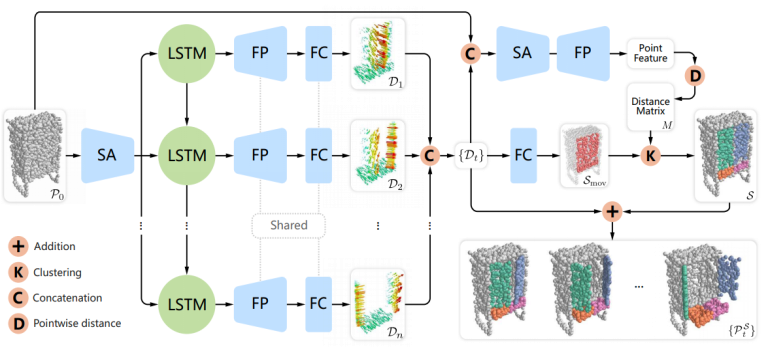 LSTM
FP
FC
D₁
C
SA
FP
Point
Feature
D
Distance
Matrix
M
P₀
SA
LSTM
FP
FC
D₂
C
{Dₜ}
FC
S_mov
K
S
Shared
+
...
...
...
...
+ Addition
K Clustering
C Concatenation
D Pointwise distance
LSTM
FP
FC
Dₙ
...
{Pₜˢ}